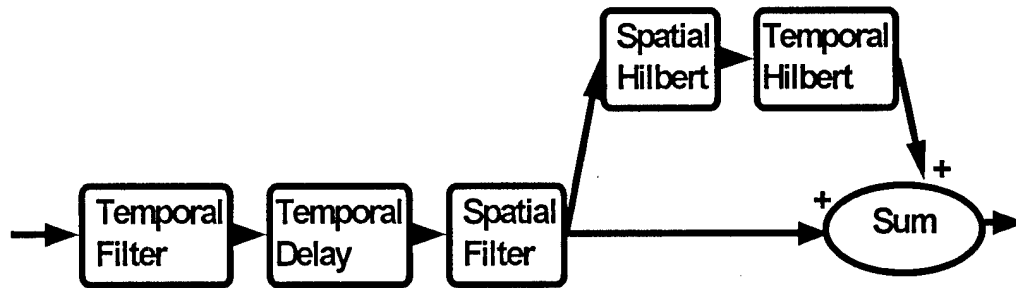 Spatial
Hilbert
Temporal
Hilbert
Temporal
Filter
Temporal
Delay
Spatial
Filter
+
+
Sum